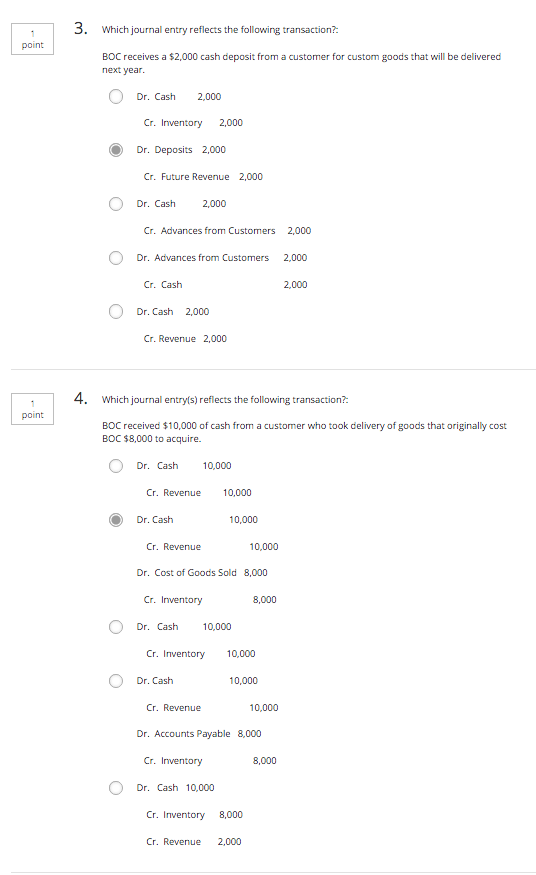 1
point
3. Which journal entry reflects the following transaction?:
BOC receives a $2,000 cash deposit from a customer for custom goods that will be delivered
next year.
Dr. Cash 2,000
Cr. Inventory 2,000
Dr. Deposits 2,000
Cr. Future Revenue 2,000
Dr. Cash 2,000
Cr. Advances from Customers 2,000
Dr. Advances from Customers 2,000
Cr. Cash 2,000
Dr. Cash 2,000
Cr. Revenue 2,000
1
point
4. Which journal entry(s) reflects the following transaction?:
BOC received $10,000 of cash from a customer who took delivery of goods that originally cost
BOC $8,000 to acquire.
Dr. Cash 10,000
Cr. Revenue 10,000
Dr. Cash 10,000
Cr. Revenue 10,000
Dr. Cost of Goods Sold 8,000
Cr. Inventory 8,000
Dr. Cash 10,000
Cr. Inventory 10,000
Dr. Cash 10,000
Cr. Revenue 10,000
Dr. Accounts Payable 8,000
Cr. Inventory 8,000
Dr. Cash 10,000
Cr. Inventory 8,000
Cr. Revenue 2,000